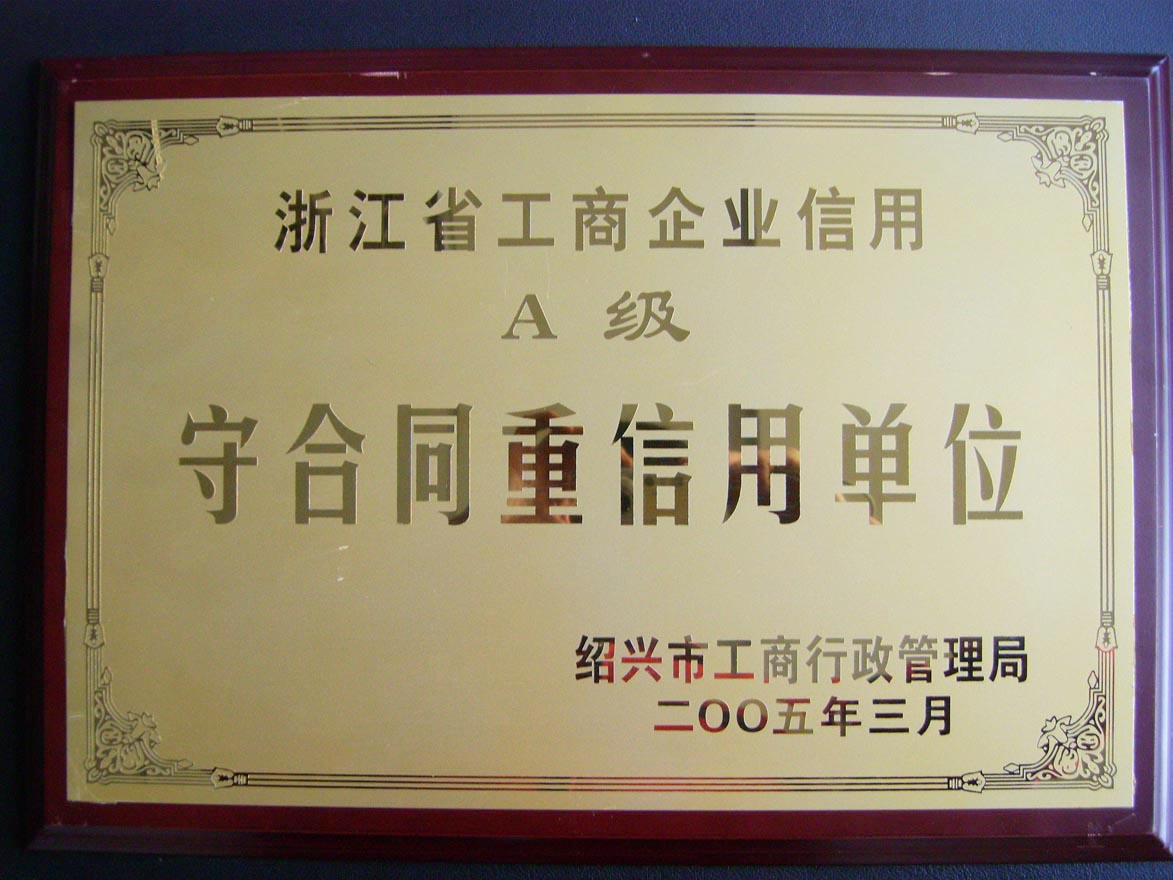 浙江省工商企业信用
A 级
守合同重信用单位
绍兴市工商行政管理局
二OO五年三月